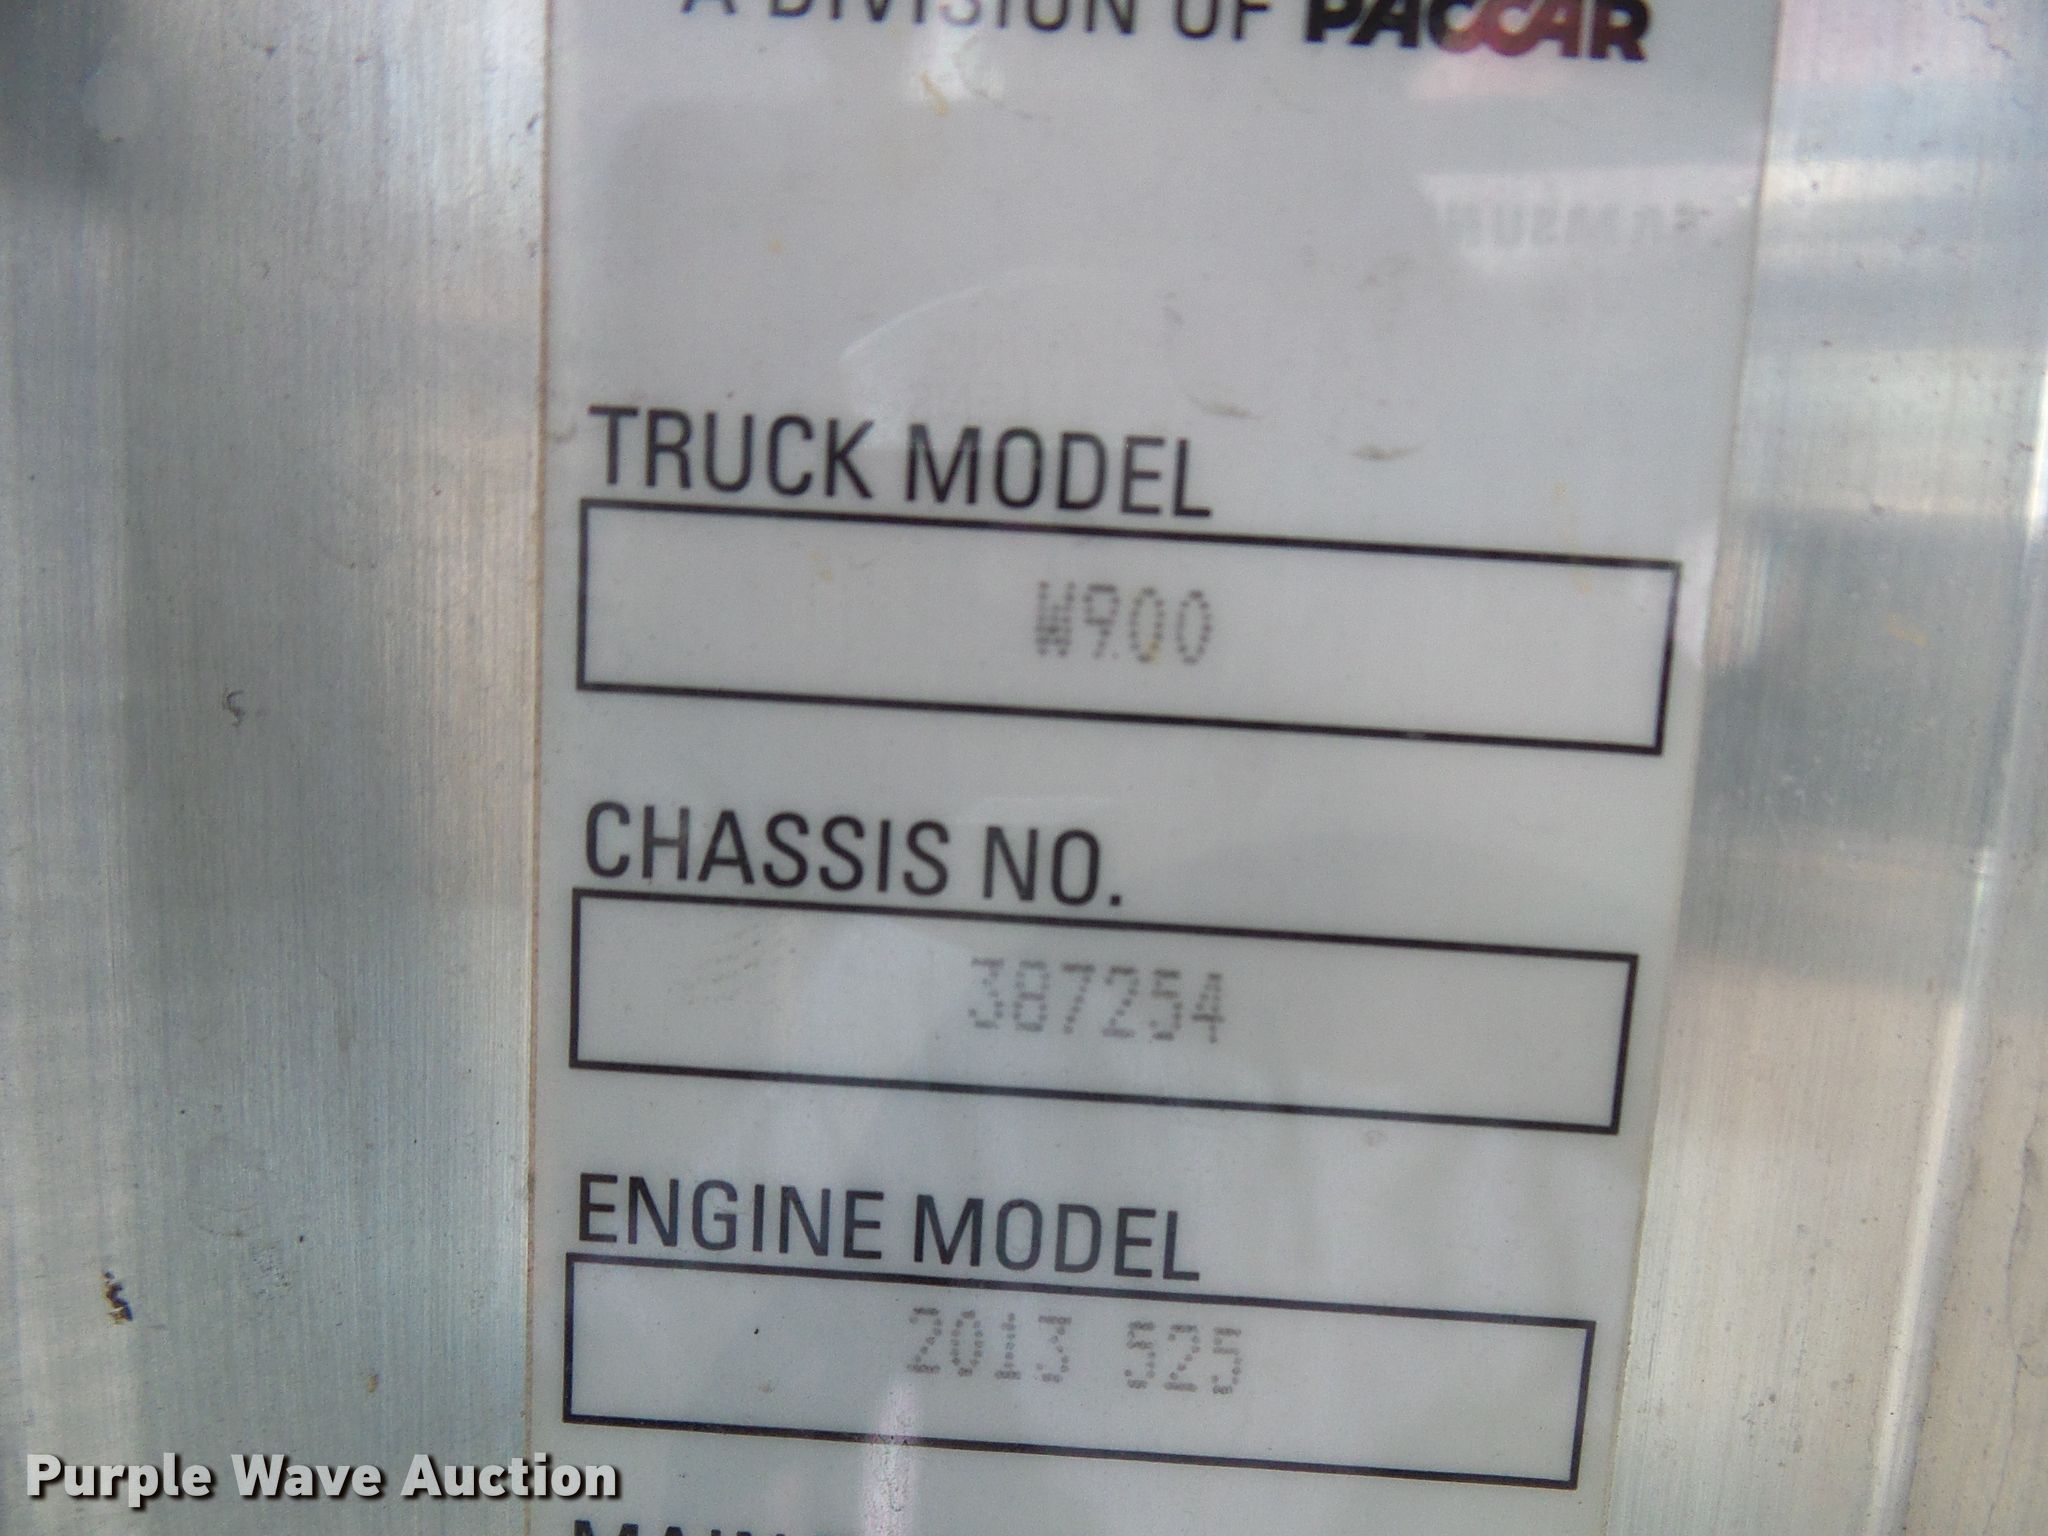 A DIVISION OF PACCAR
TRUCK MODEL
W900
CHASSIS NO.
387254
ENGINE MODEL
2013 525
Purple Wave Auction